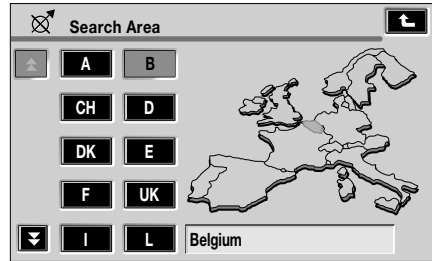 Search Area
A B
CH D
DK E
F UK
I L Belgium